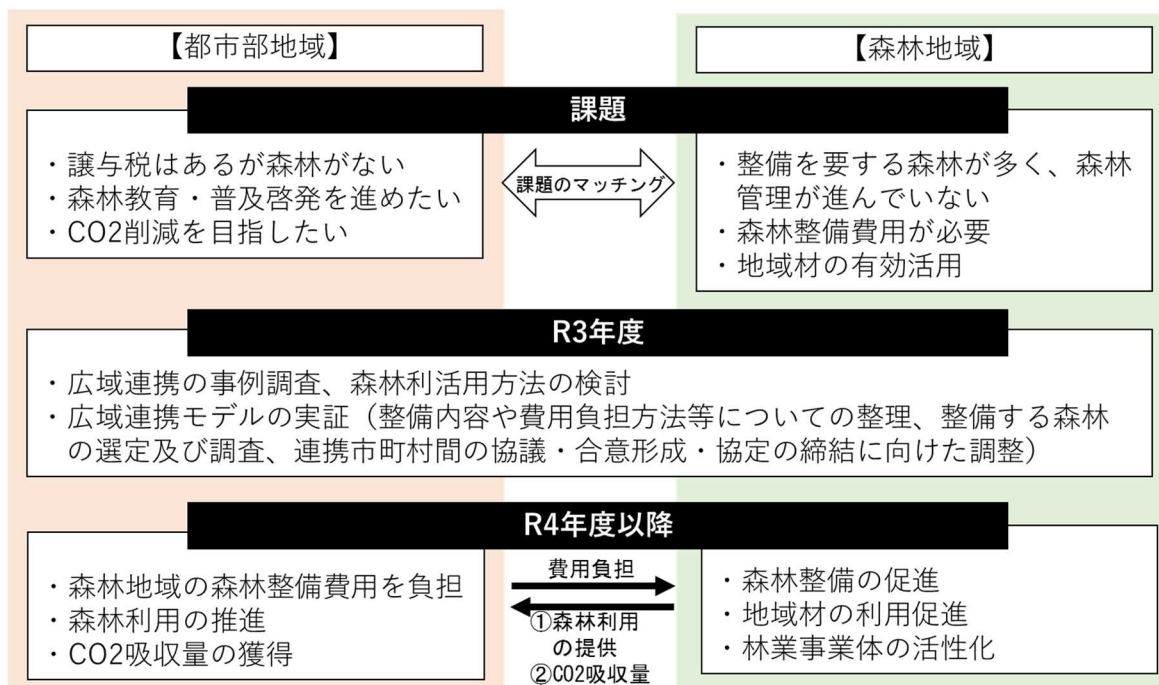 【都市部地域】
【森林地域】
課題
・譲与税はあるが森林がない
・森林教育・普及啓発を進めたい
・CO2削減を目指したい
課題のマッチング
・整備を要する森林が多く、森林
管理が進んでいない
・森林整備費用が必要
・地域材の有効活用
R3年度
・広域連携の事例調査、森林利活用方法の検討
・広域連携モデルの実証（整備内容や費用負担方法等についての整理、整備する森林
の選定及び調査、連携市町村間の協議・合意形成・協定の締結に向けた調整）
R4年度以降
・森林地域の森林整備費用を負担
・森林利用の推進
・CO2吸収量の獲得
費用負担
①森林利用
の提供
②CO2吸収量
・森林整備の促進
・地域材の利用促進
・林業事業体の活性化